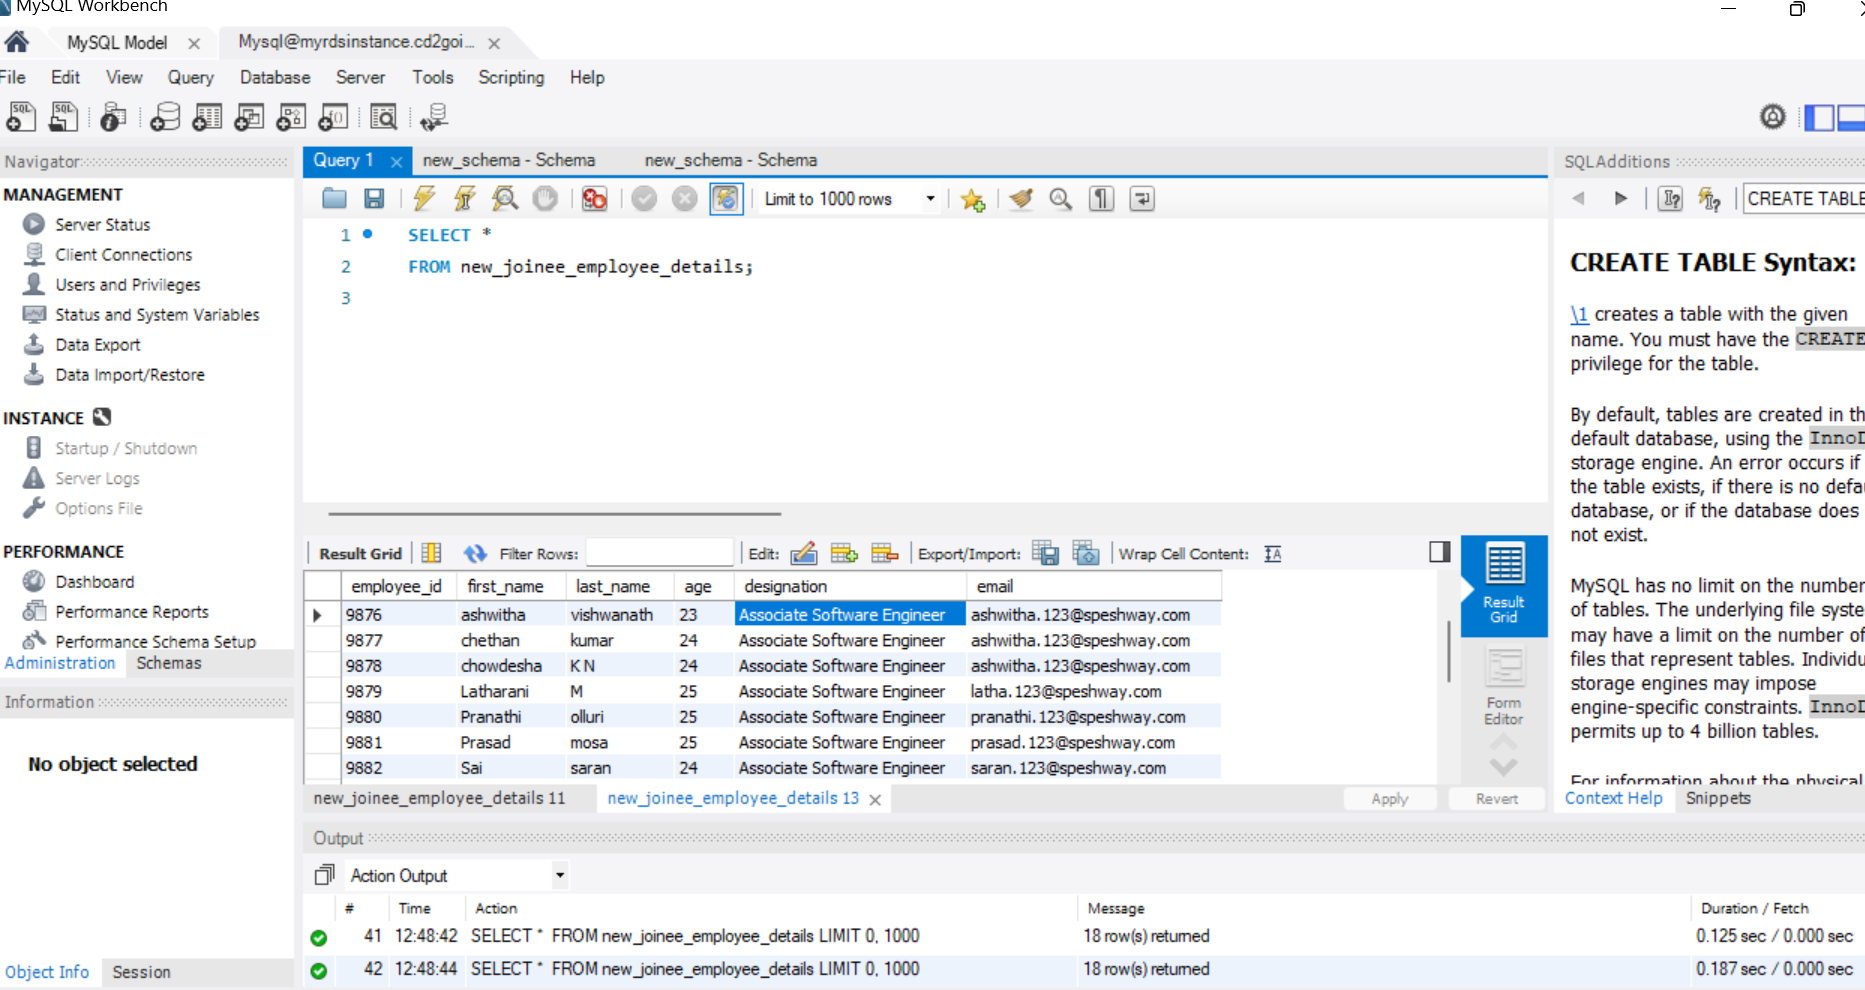 MySQL Workbench
MySQL Model
Mysql@myrdsinstance.cd2goi...
File Edit View Query Database Server Tools Scripting Help
Navigator
MANAGEMENT
Server Status
Client Connections
Users and Privileges
Status and System Variables
Data Export
Data Import/Restore
INSTANCE
Startup / Shutdown
Server Logs
Options File
PERFORMANCE
Dashboard
Performance Reports
Performance Schema Setup
Administration Schemas
Information
No object selected
Object Info Session
Query 1 new_schema - Schema new_schema - Schema
Limit to 1000 rows
1 SELECT *
2 FROM new_joinee_employee_details;
3
Result Grid Filter Rows: Edit: Export/Import: Wrap Cell Content:
employee_id first_name last_name age designation email
9876 ashwitha vishwanath 23 Associate Software Engineer ashwitha.123@speshway.com
9877 chethan kumar 24 Associate Software Engineer ashwitha.123@speshway.com
9878 chowdesha K N 24 Associate Software Engineer ashwitha.123@speshway.com
9879 Latharani M 25 Associate Software Engineer latha.123@speshway.com
9880 Pranathi olluri 25 Associate Software Engineer pranathi.123@speshway.com
9881 Prasad mosa 25 Associate Software Engineer prasad.123@speshway.com
9882 Sai saran 24 Associate Software Engineer saran.123@speshway.com
Result
Grid
Form
Editor
new_joinee_employee_details 11 new_joinee_employee_details 13 Apply Revert
Output
Action Output
# Time Action Message Duration / Fetch
41 12:48:42 SELECT * FROM new_joinee_employee_details LIMIT 0, 1000 18 row(s) returned 0.125 sec / 0.000 sec
42 12:48:44 SELECT * FROM new_joinee_employee_details LIMIT 0, 1000 18 row(s) returned 0.187 sec / 0.000 sec
SQLAdditions
CREATE TABLE
CREATE TABLE Syntax:
\1 creates a table with the given
name. You must have the CREATE
privilege for the table.
By default, tables are created in th
default database, using the Inno
storage engine. An error occurs if
the table exists, if there is no defau
database, or if the database does
not exist.
MySQL has no limit on the number
of tables. The underlying file syste
may have a limit on the number of
files that represent tables. Individu
storage engines may impose
engine-specific constraints. Inno
permits up to 4 billion tables.
For information about the physical
Context Help Snippets